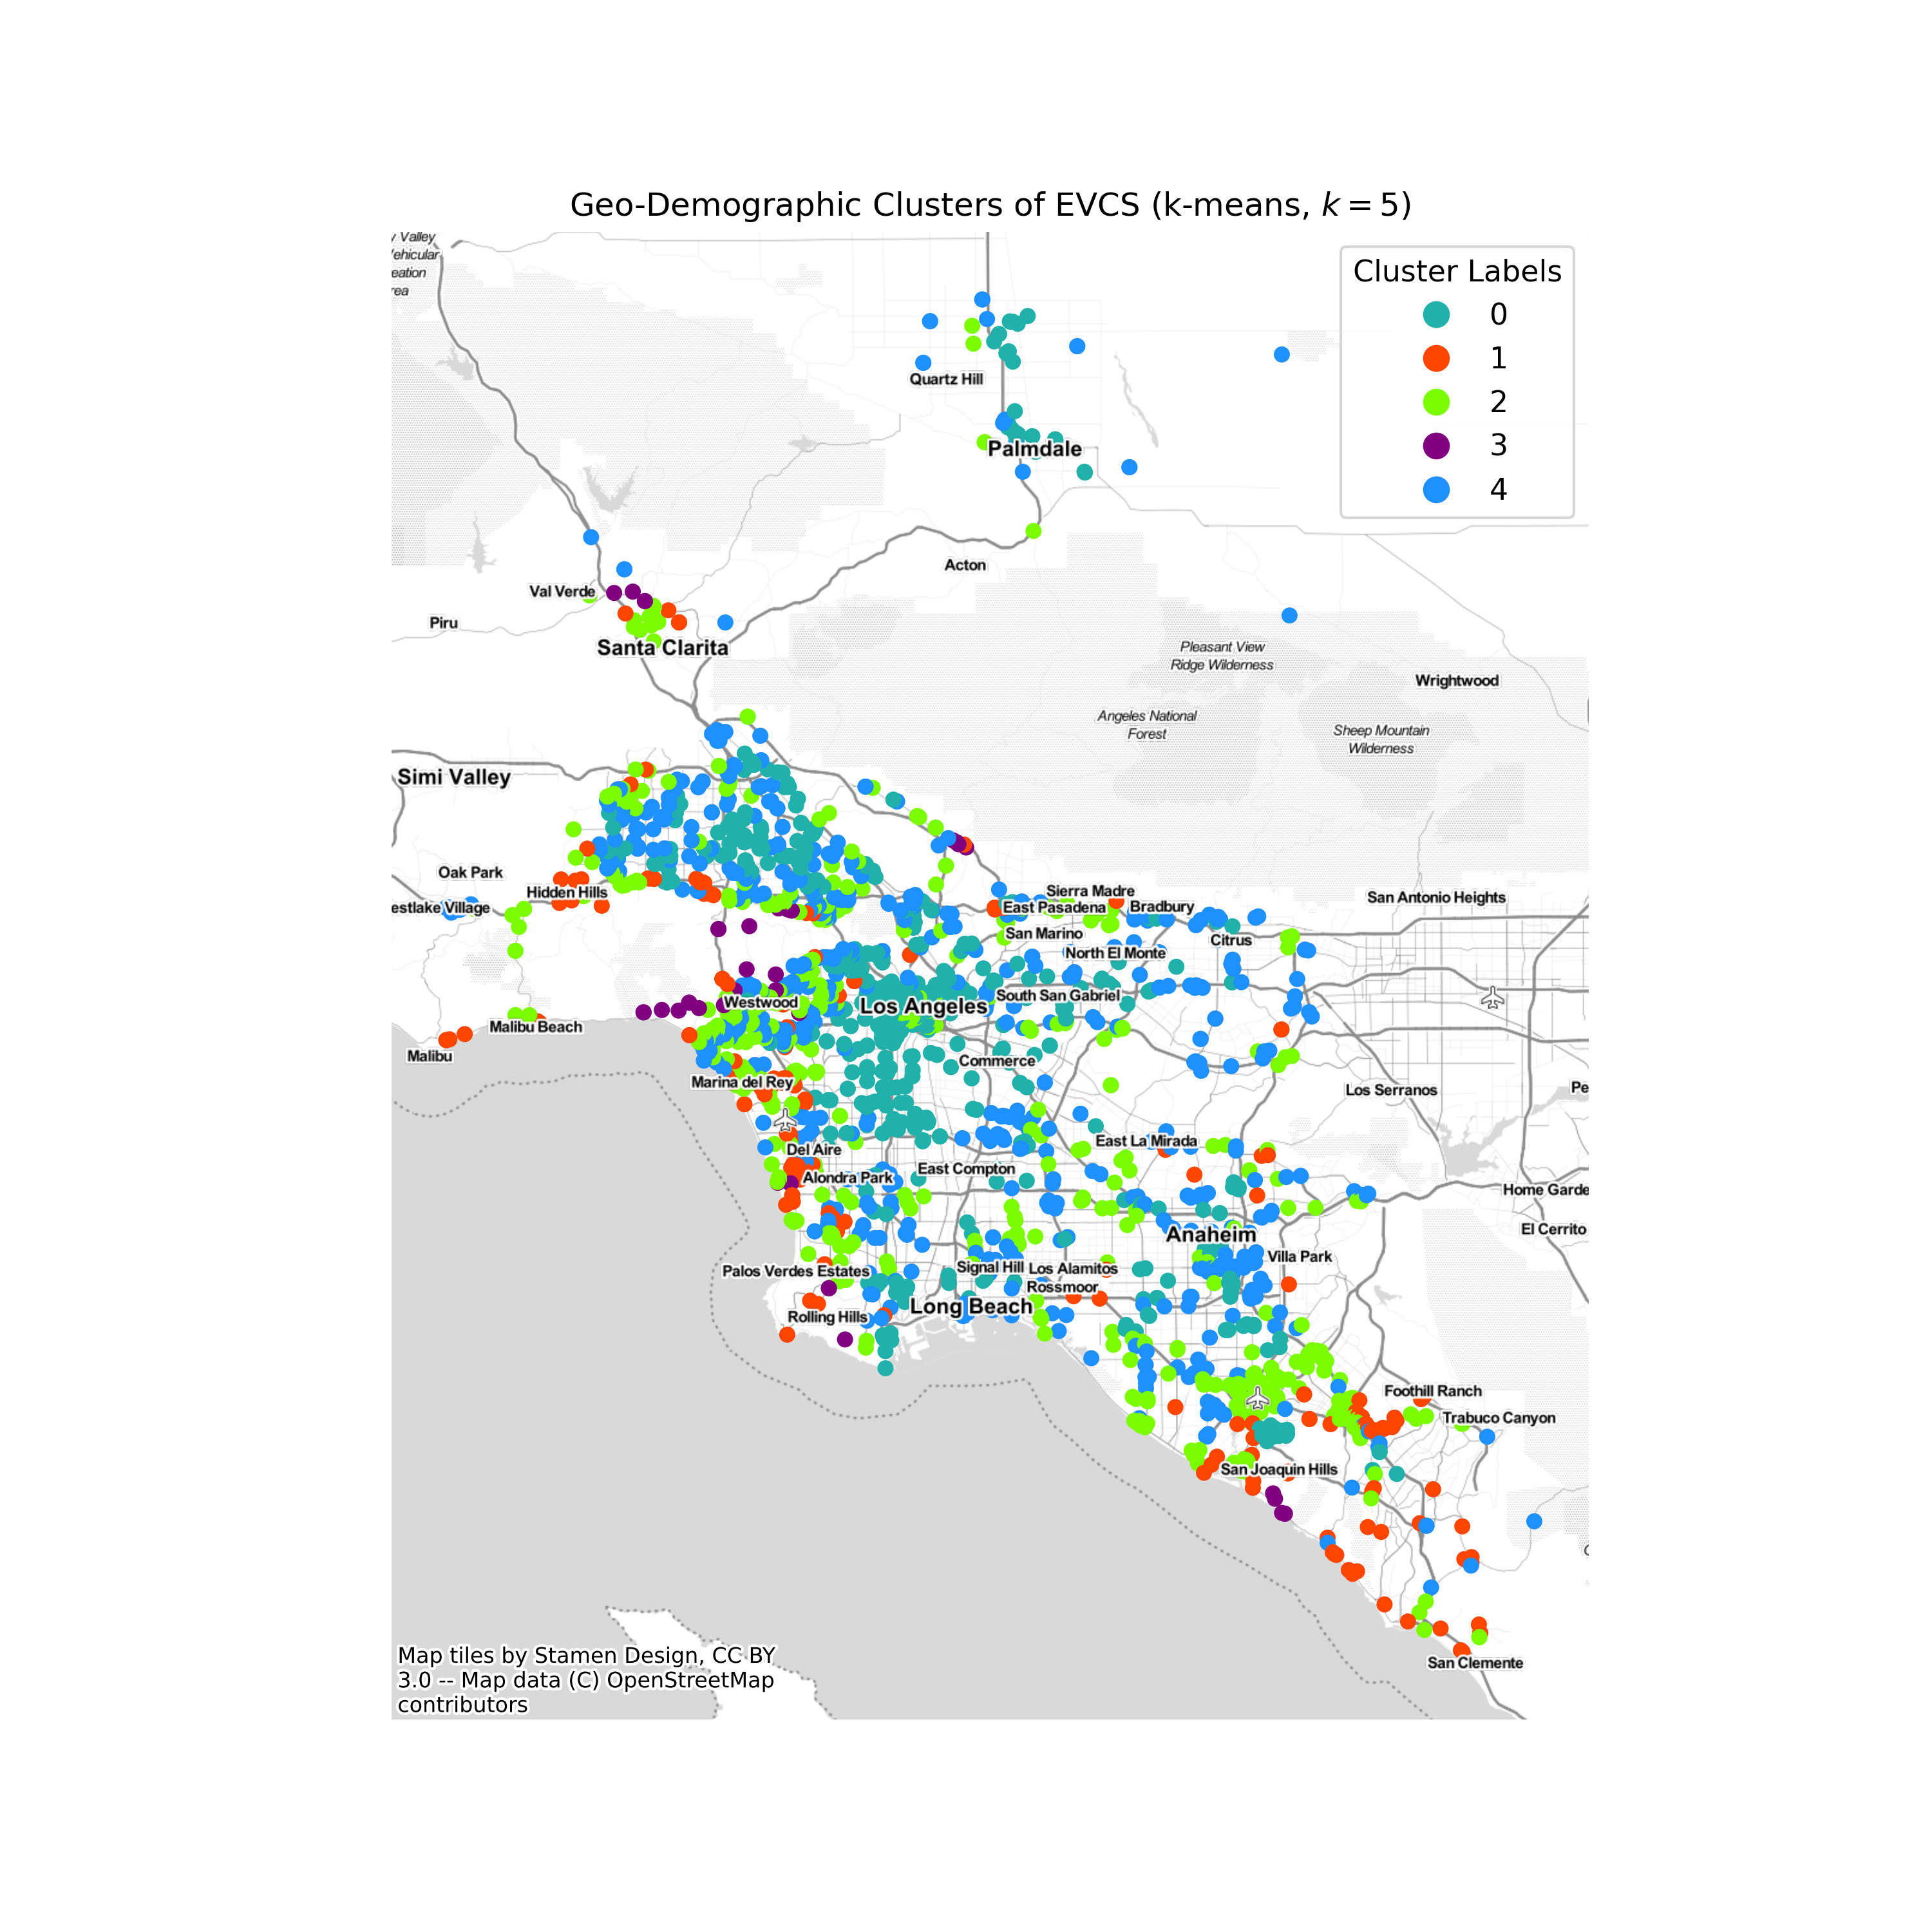 Geo-Demographic Clusters of EVCS (k-means, k = 5)
y Valley
ehicular
eation
rea
Cluster Labels
0
1
2
3
4
Quartz Hill
Palmdale
Acton
Val Verde
Piru
Santa Clarita
Pleasant View
Ridge Wilderness
Wrightwood
Angeles National
Forest
Sheep Mountain
Wilderness
Simi Valley
Oak Park
Hidden Hills
estlake Village
Sierra Madre
East Pasadena
Bradbury
San Antonio Heights
San Marino
Citrus
North El Monte
South San Gabriel
Westwood
Los Angeles
Malibu Beach
Malibu
Commerce
Marina del Rey
Los Serranos
Pe
Del Aire
East La Mirada
Alondra Park
East Compton
Home Garde
El Cerrito
Anaheim
Villa Park
Palos Verdes Estates
Signal Hill
Los Alamitos
Rossmoor
Long Beach
Rolling Hills
Foothill Ranch
Trabuco Canyon
San Joaquin Hills
San Clemente
Map tiles by Stamen Design, CC BY
3.0 -- Map data (C) OpenStreetMap
contributors